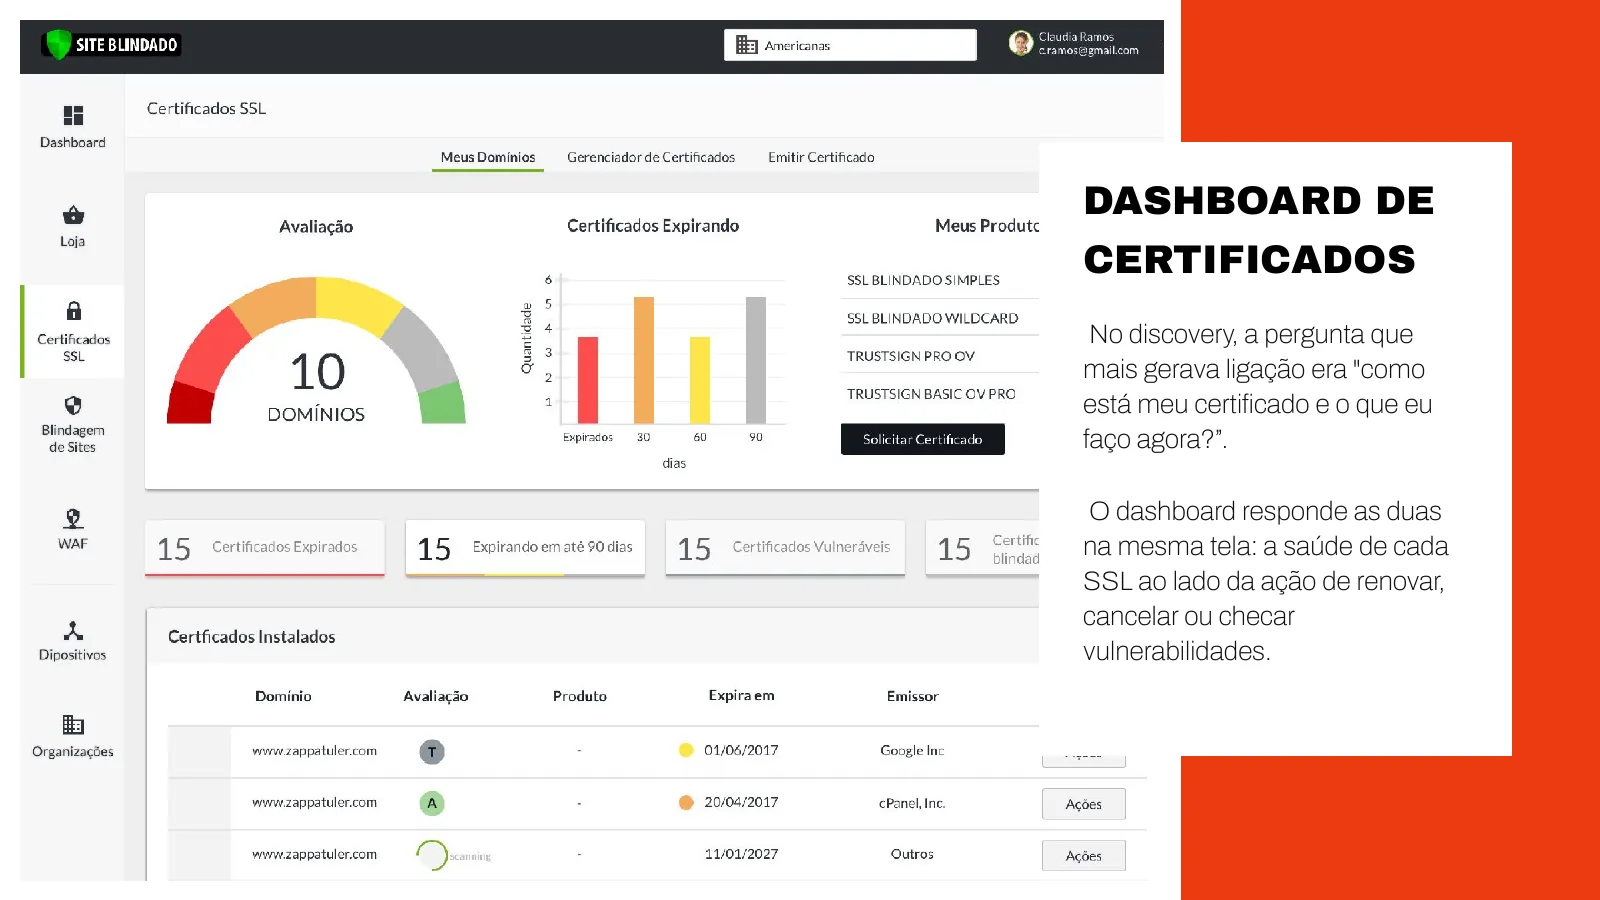 SITE BLINDADO
Americanas
Claudia Ramos
c.ramos@gmail.com
Dashboard
Loja
Certificados
SSL
Blindagem
de Sites
WAF
Dipositivos
Organizações
Certificados SSL
Meus Domínios
Gerenciador de Certificados
Emitir Certificado
Avaliação
10
DOMÍNIOS
Certificados Expirando
Quantidade
6
5
4
3
2
1
Expirados 30 60 90
dias
Meus Produto
SSL BLINDADO SIMPLES
SSL BLINDADO WILDCARD
TRUSTSIGN PRO OV
TRUSTSIGN BASIC OV PRO
Solicitar Certificado
15 Certificados Expirados
15 Expirando em até 90 dias
15 Certificados Vulneráveis
15 Certific
blindad
Certficados Instalados
Domínio Avaliação Produto Expira em Emissor
www.zappatuler.com T - 01/06/2017 Google Inc
www.zappatuler.com A - 20/04/2017 cPanel, Inc. Ações
www.zappatuler.com scanning - 11/01/2027 Outros Ações
DASHBOARD DE
CERTIFICADOS
No discovery, a pergunta que
mais gerava ligação era "como
está meu certificado e o que eu
faço agora?”.
O dashboard responde as duas
na mesma tela: a saúde de cada
SSL ao lado da ação de renovar,
cancelar ou checar
vulnerabilidades.